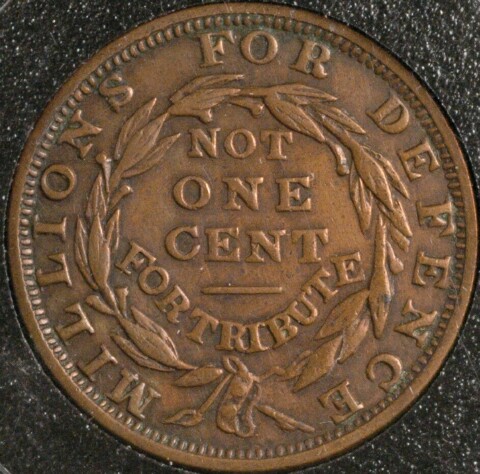 MILLIONS FOR DEFENCE
NOT
ONE
CENT
FOR TRIBUTE